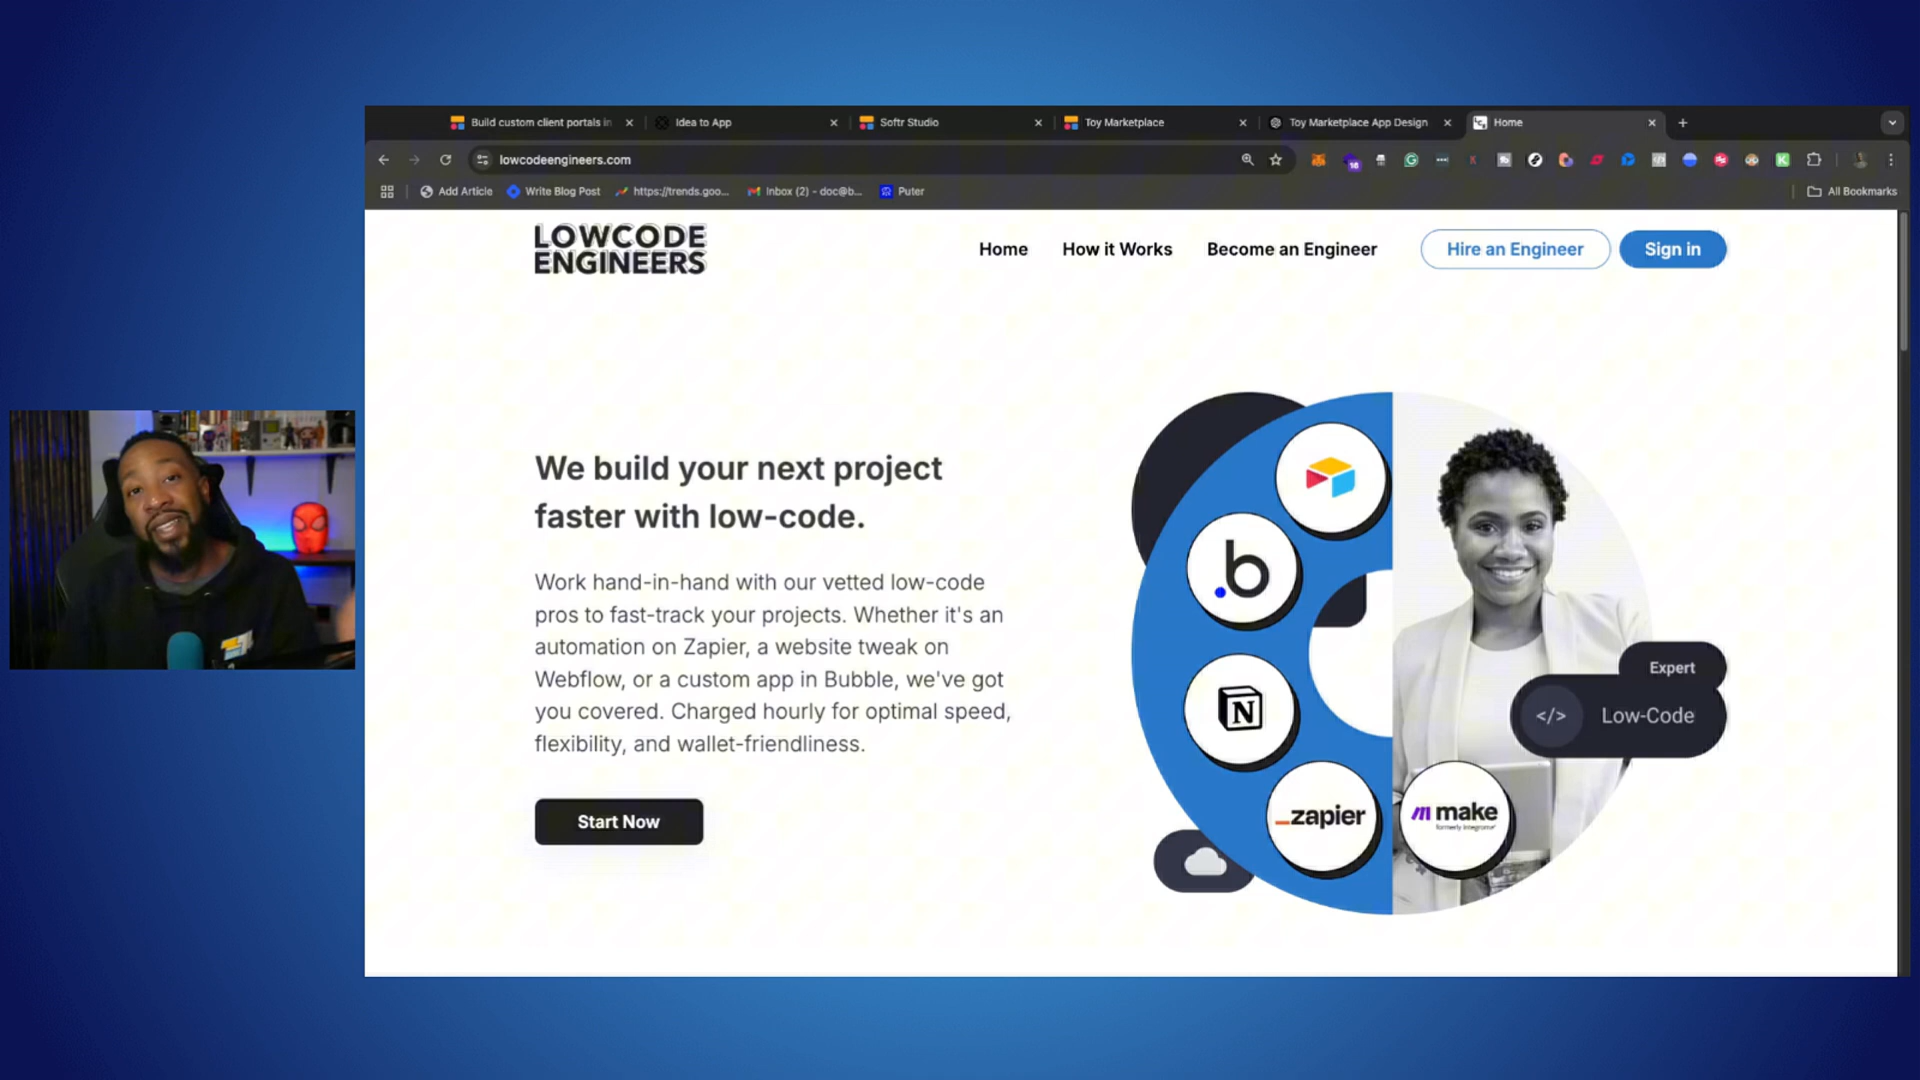 Build custom client portals in
Idea to App
Softr Studio
Toy Marketplace
Toy Marketplace App Design
Home
lowcodeengineers.com
18
Add Article
Write Blog Post
https://trends.goo...
Inbox (2) - doc@b...
Puter
All Bookmarks
LOWCODE
ENGINEERS
Home
How it Works
Become an Engineer
Hire an Engineer
Sign in
We build your next project
faster with low-code.
Work hand-in-hand with our vetted low-code
pros to fast-track your projects. Whether it's an
automation on Zapier, a website tweak on
Webflow, or a custom app in Bubble, we've got
you covered. Charged hourly for optimal speed,
flexibility, and wallet-friendliness.
Start Now
.b
N
zapier
make
formerly integromat
Expert
</>
Low-Code